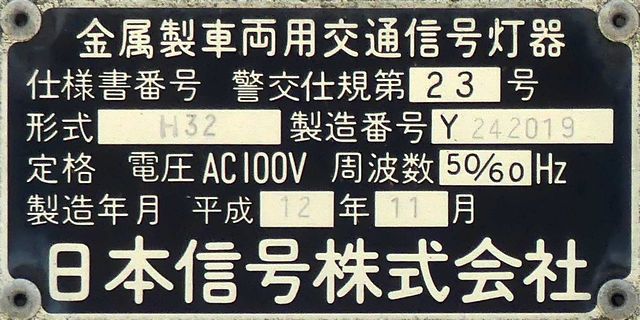 金属製車両用交通信号灯器
仕様書番号 警交仕規第 23 号
形式 H32 製造番号 Y 242019
定格 電圧 AC100V 周波数 50/60 Hz
製造年月 平成 12 年 11 月
日本信号株式会社